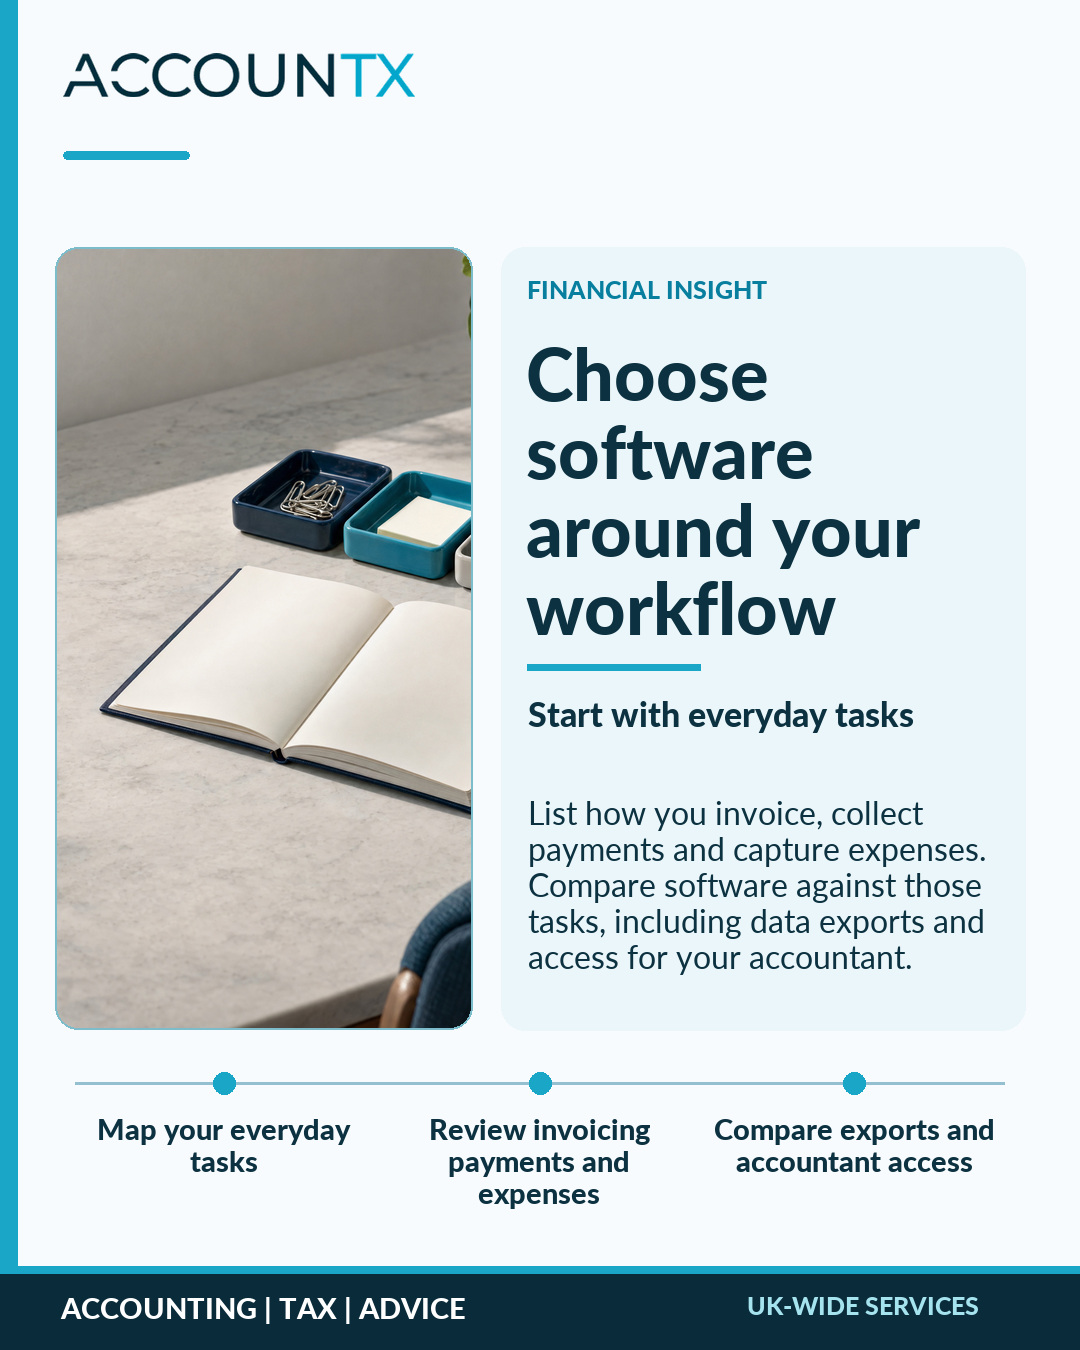 ACCOUNTX
FINANCIAL INSIGHT
Choose
software
around your
workflow
Start with everyday tasks
List how you invoice, collect
payments and capture expenses.
Compare software against those
tasks, including data exports and
access for your accountant.
Map your everyday
tasks
Review invoicing
payments and
expenses
Compare exports and
accountant access
ACCOUNTING | TAX | ADVICE
UK-WIDE SERVICES